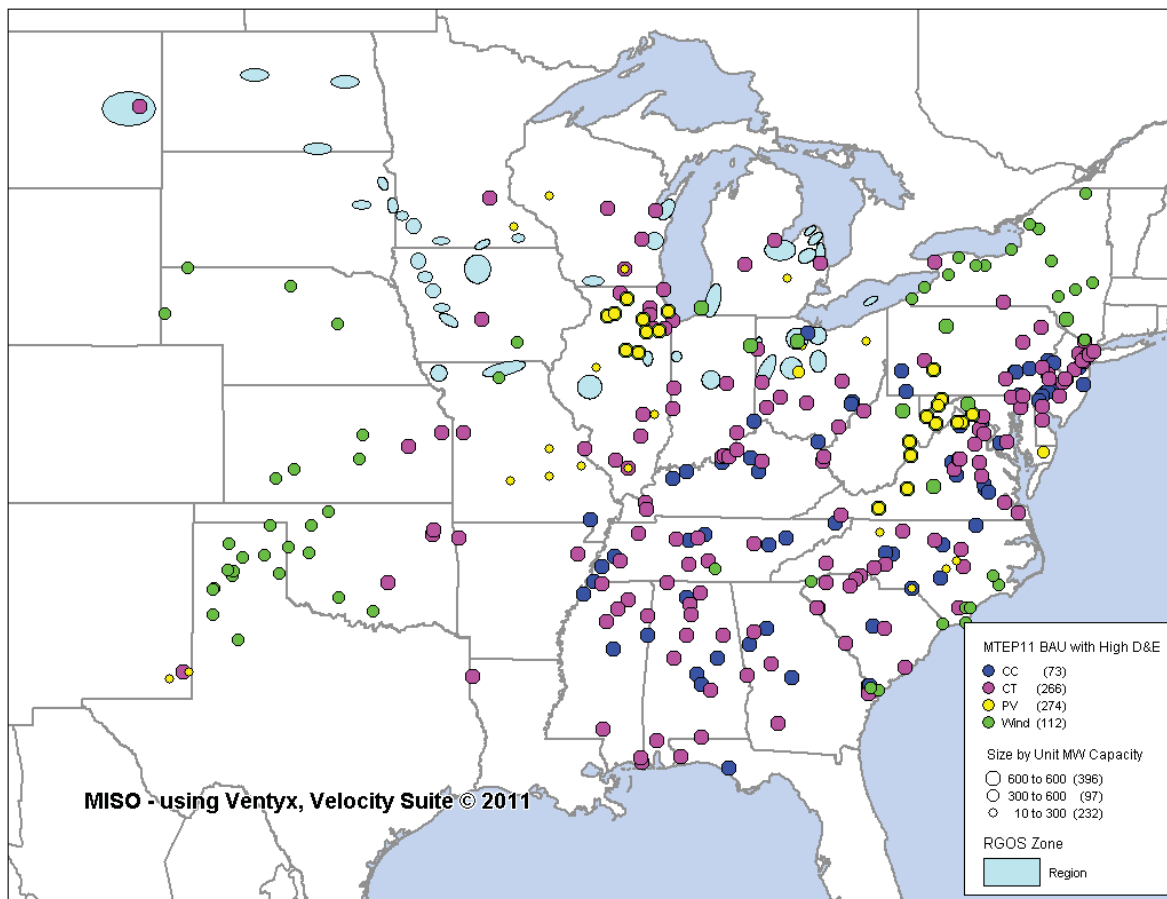 MTEP11 BAU with High D&E
CC (73)
CT (266)
PV (274)
Wind (112)
Size by Unit MW Capacity
600 to 600 (396)
300 to 600 (97)
10 to 300 (232)
RGOS Zone
Region
MISO - using Ventyx, Velocity Suite © 2011